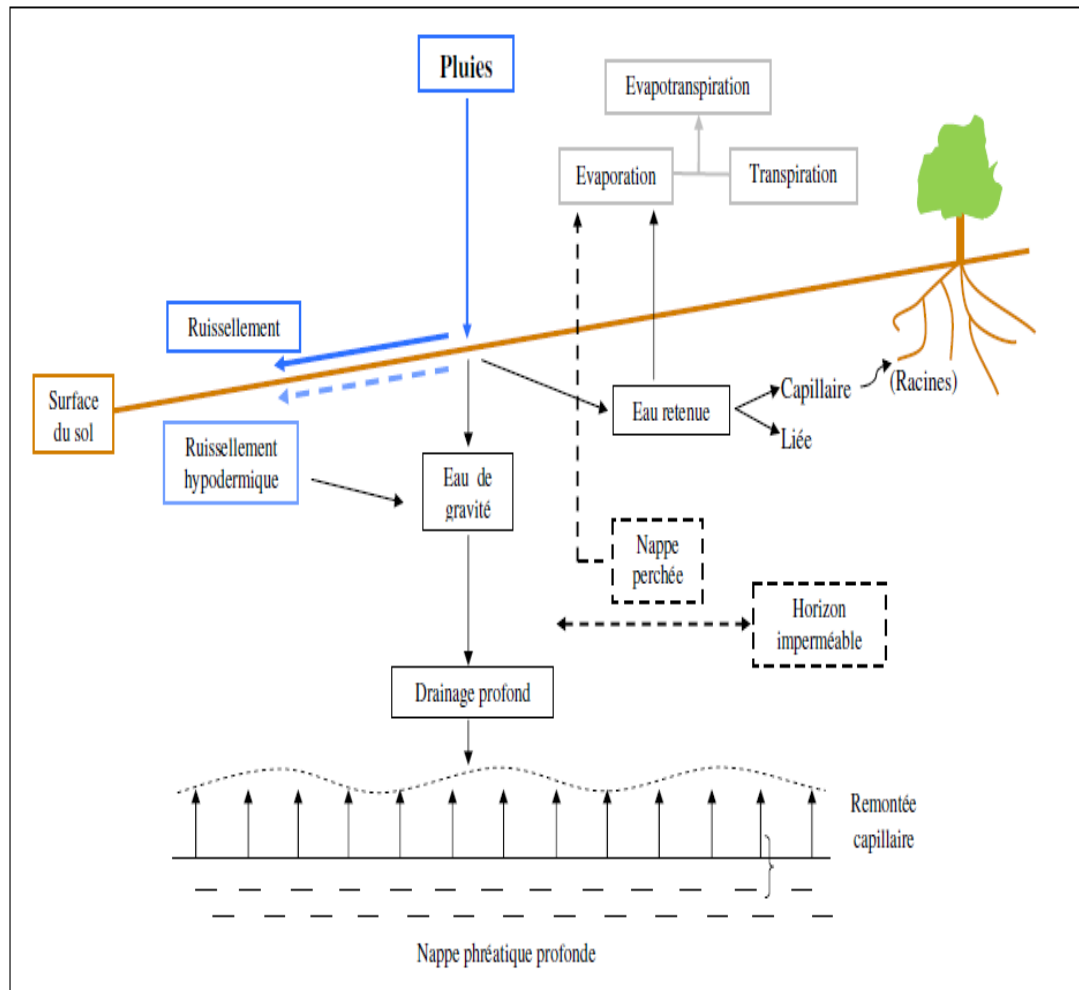 Pluies
Evapotranspiration
Evaporation
Transpiration
Ruissellement
Surface
du sol
Ruissellement
hypodermique
Eau de
gravité
Eau retenue
Capillaire
(Racines)
Liée
Nappe
perchée
Horizon
imperméable
Drainage profond
Remontée
capillaire
Nappe phréatique profonde